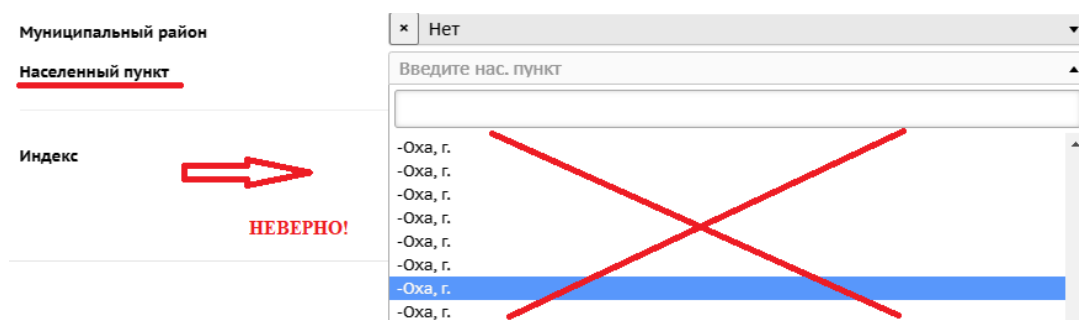 Муниципальный район
× Нет
Населенный пункт
Введите нас. пункт
Индекс
НЕВЕРНО!
-Оха, г.
-Оха, г.
-Оха, г.
-Оха, г.
-Оха, г.
-Оха, г.
-Оха, г.
-Оха, г.